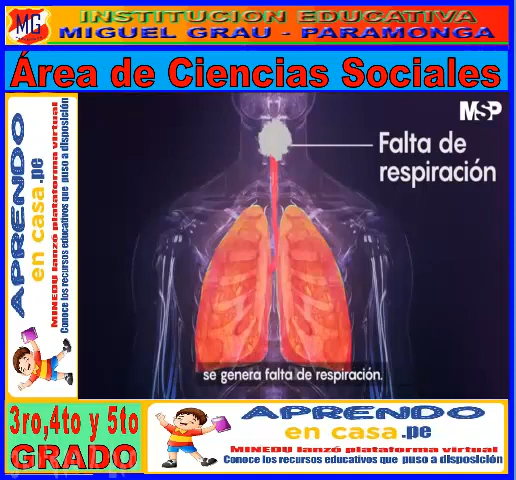 MG
INSTITUCION EDUCATIVA
MIGUEL GRAU - PARAMONGA
Área de Ciencias Sociales
APRENDO
en casa.pe
MINEDU lanzó plataforma virtual
Conoce los recursos educativos que puso a disposición
MSP
Falta de
respiración
se genera falta de respiración.
3ro,4to y 5to
GRADO
APRENDO
en casa.pe
MINEDU lanzó plataforma virtual
Conoce los recursos educativos que puso a disposición